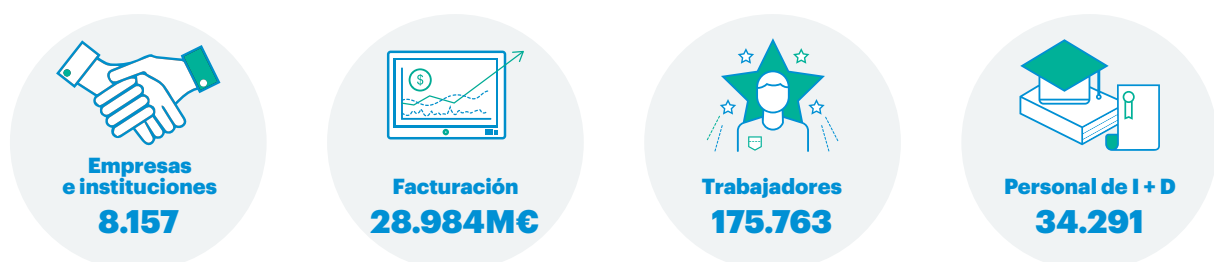 Empresas
e instituciones
8.157
$
Facturación
28.984M€
Trabajadores
175.763
Personal de I + D
34.291